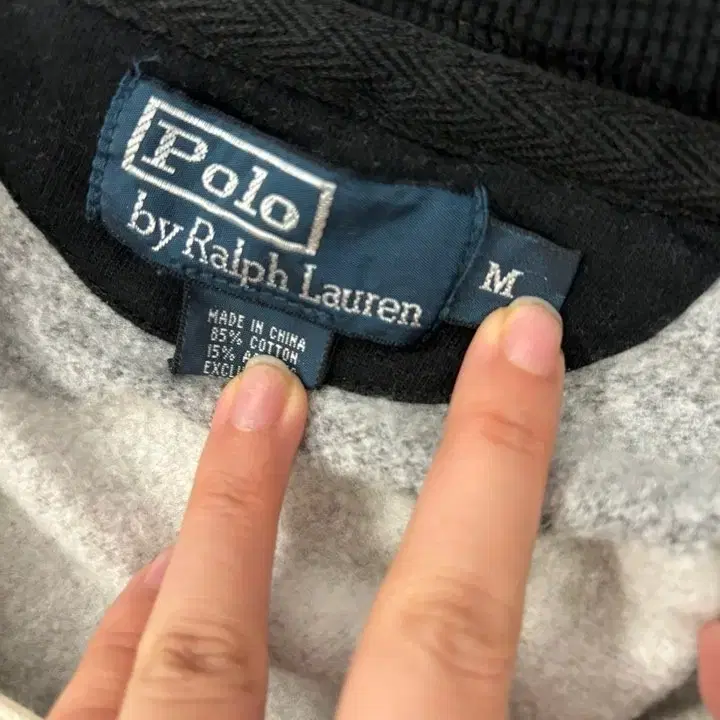 Polo
by Ralph Lauren
M
MADE IN CHINA
85% COTTON
15%